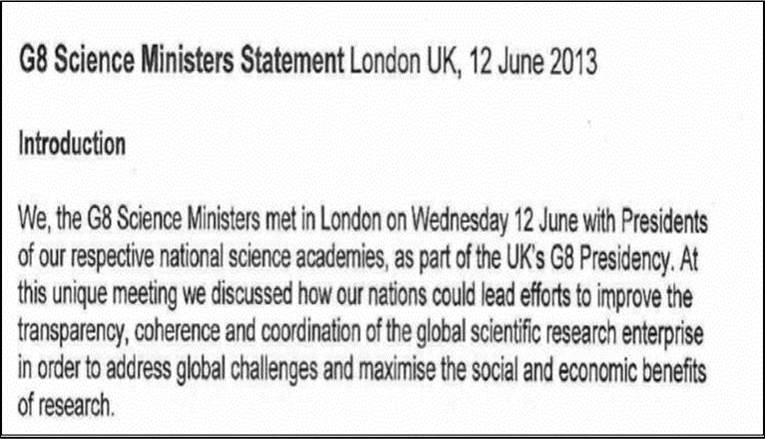 G8 Science Ministers Statement London UK, 12 June 2013
Introduction
We, the G8 Science Ministers met in London on Wednesday 12 June with Presidents
of our respective national science academies, as part of the UK's G8 Presidency. At
this unique meeting we discussed how our nations could lead efforts to improve the
transparency, coherence and coordination of the global scientific research enterprise
in order to address global challenges and maximise the social and economic benefits
of research.